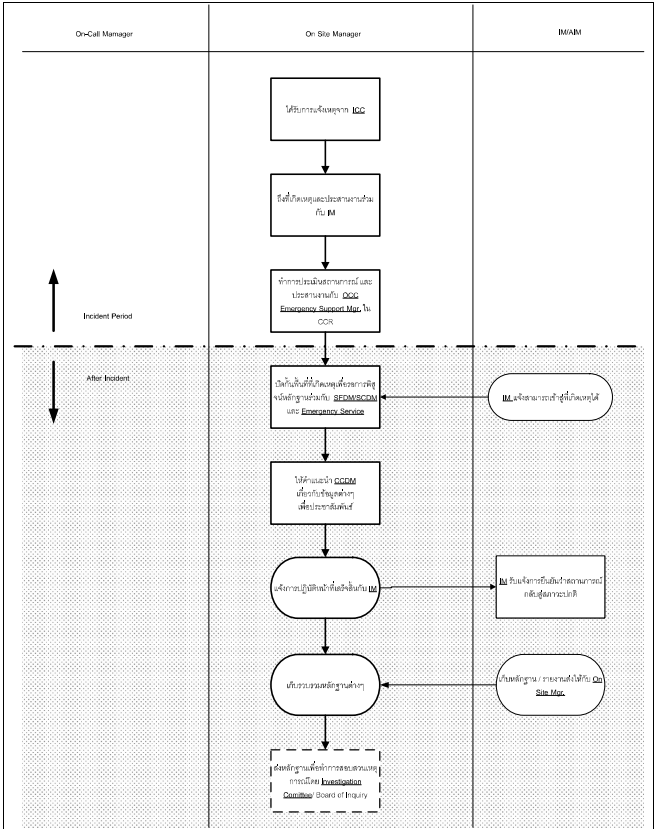 On-Call Mamager
On Site Manager
IM/AIM
ได้รับการแจ้งเหตุจาก ICC
ถึงที่เกิดเหตุและประสานงานร่วม
กับ IM
ทำการประเมินสถานการณ์ และ
ประสานงานกับ OCC
Emergency Support Mgr. ใน
CCR
Incident Period
After Incident
ปิดกั้นพื้นที่ที่เกิดเหตุเพื่อรอการพิสู
จน์หลักฐานร่วมกับ SFDM/SCDM
และ Emergency Service
IM แจ้งสามารถเข้าสู่ที่เกิดเหตุได้
ให้คำแนะนำ CCDM
เกี่ยวกับข้อมูลต่างๆ
เพื่อประชาสัมพันธ์
แจ้งการปฏิบัติหน้าที่เสร็จสิ้นกับ IM
IM รับแจ้งการยืนยันว่าสถานการณ์
กลับสู่สภาวะปกติ
เก็บรวบรวมหลักฐานต่างๆ
เก็บหลักฐาน / รายงานส่งให้กับ On
Site Mgr.
ส่งหลักฐานเพื่อทำการสอบสวนเหตุ
การณ์โดย Investigation
Comittee/ Board of Inquiry